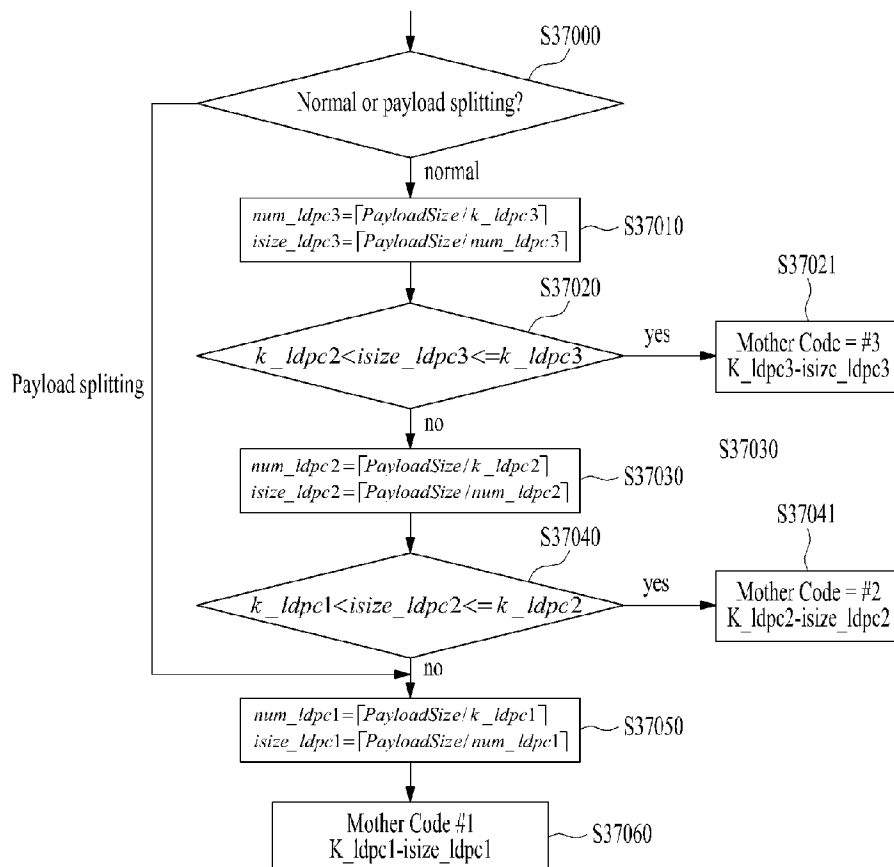 S37000
Normal or payload splitting?
normal
num_ldpc3=⌈PayloadSize/k_ldpc3⌉
isize_ldpc3=⌈PayloadSize/num_ldpc3⌉
S37010
S37020
k_ldpc2<isize_ldpc3<=k_ldpc3
yes
S37021
Mother Code = #3
K_ldpc3-isize_ldpc3
Payload splitting
no
num_ldpc2=⌈PayloadSize/k_ldpc2⌉
isize_ldpc2=⌈PayloadSize/num_ldpc2⌉
S37030
S37030
S37040
k_ldpc1<isize_ldpc2<=k_ldpc2
yes
S37041
Mother Code = #2
K_ldpc2-isize_ldpc2
no
num_ldpc1=⌈PayloadSize/k_ldpc1⌉
isize_ldpc1=⌈PayloadSize/num_ldpc1⌉
S37050
Mother Code #1
K_ldpc1-isize_ldpc1
S37060